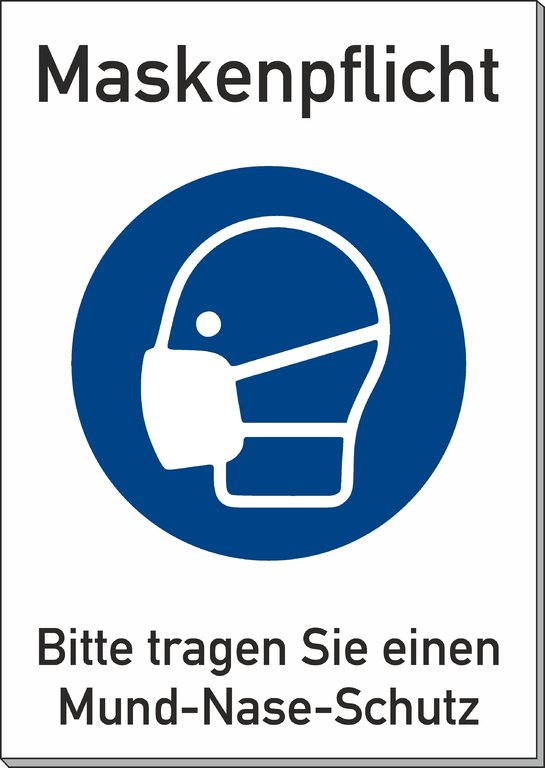 Maskenpflicht
Bitte tragen Sie einen
Mund-Nase-Schutz